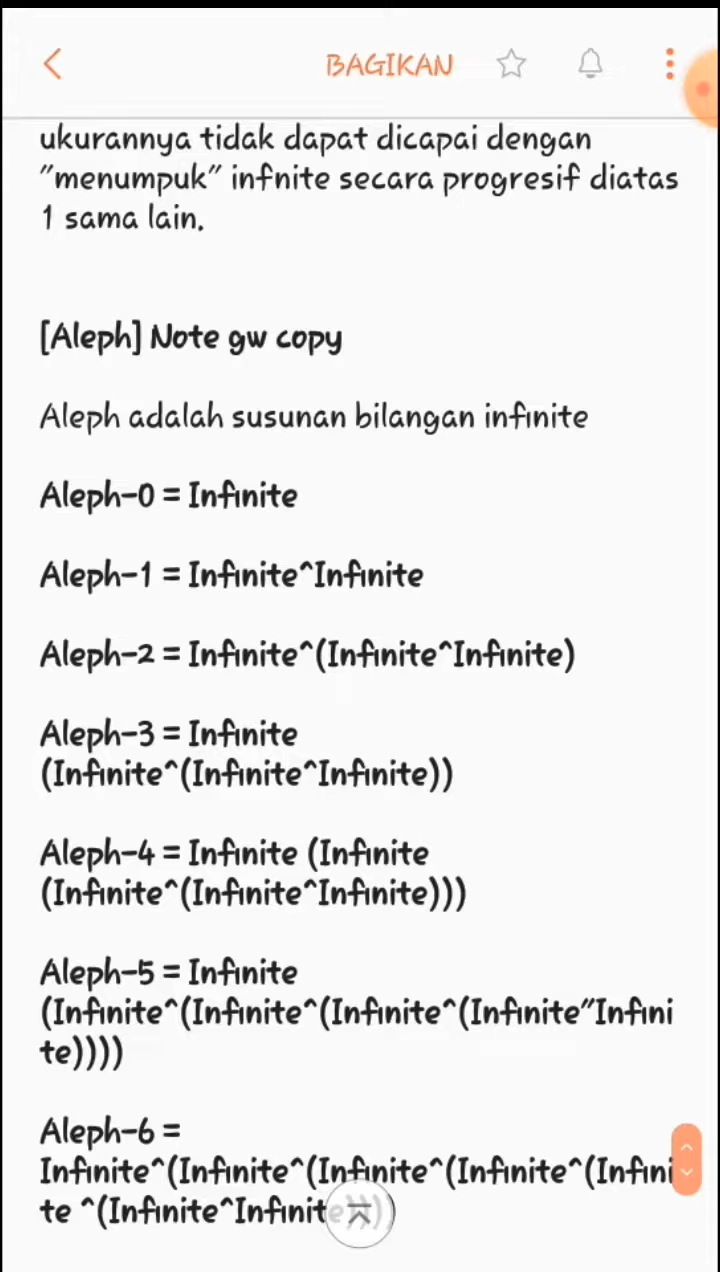 BAGIKAN
ukurannya tidak dapat dicapai dengan
"menumpuk" infnite secara progresif diatas
1 sama lain.
[Aleph] Note gw copy
Aleph adalah susunan bilangan infinite
Aleph-0 = Infinite
Aleph-1 = Infinite^Infinite
Aleph-2 = Infinite^(Infinite^Infinite)
Aleph-3 = Infinite
(Infinite^(Infinite^Infinite))
Aleph-4 = Infinite (Infinite
(Infinite^(Infinite^Infinite)))
Aleph-5 = Infinite
(Infinite^(Infinite^(Infinite^(Infinite"Infini
te))))
Aleph-6 =
Infinite^(Infinite^(Infinite^(Infinite^(Infini
te ^(Infinite^Infinite)))))